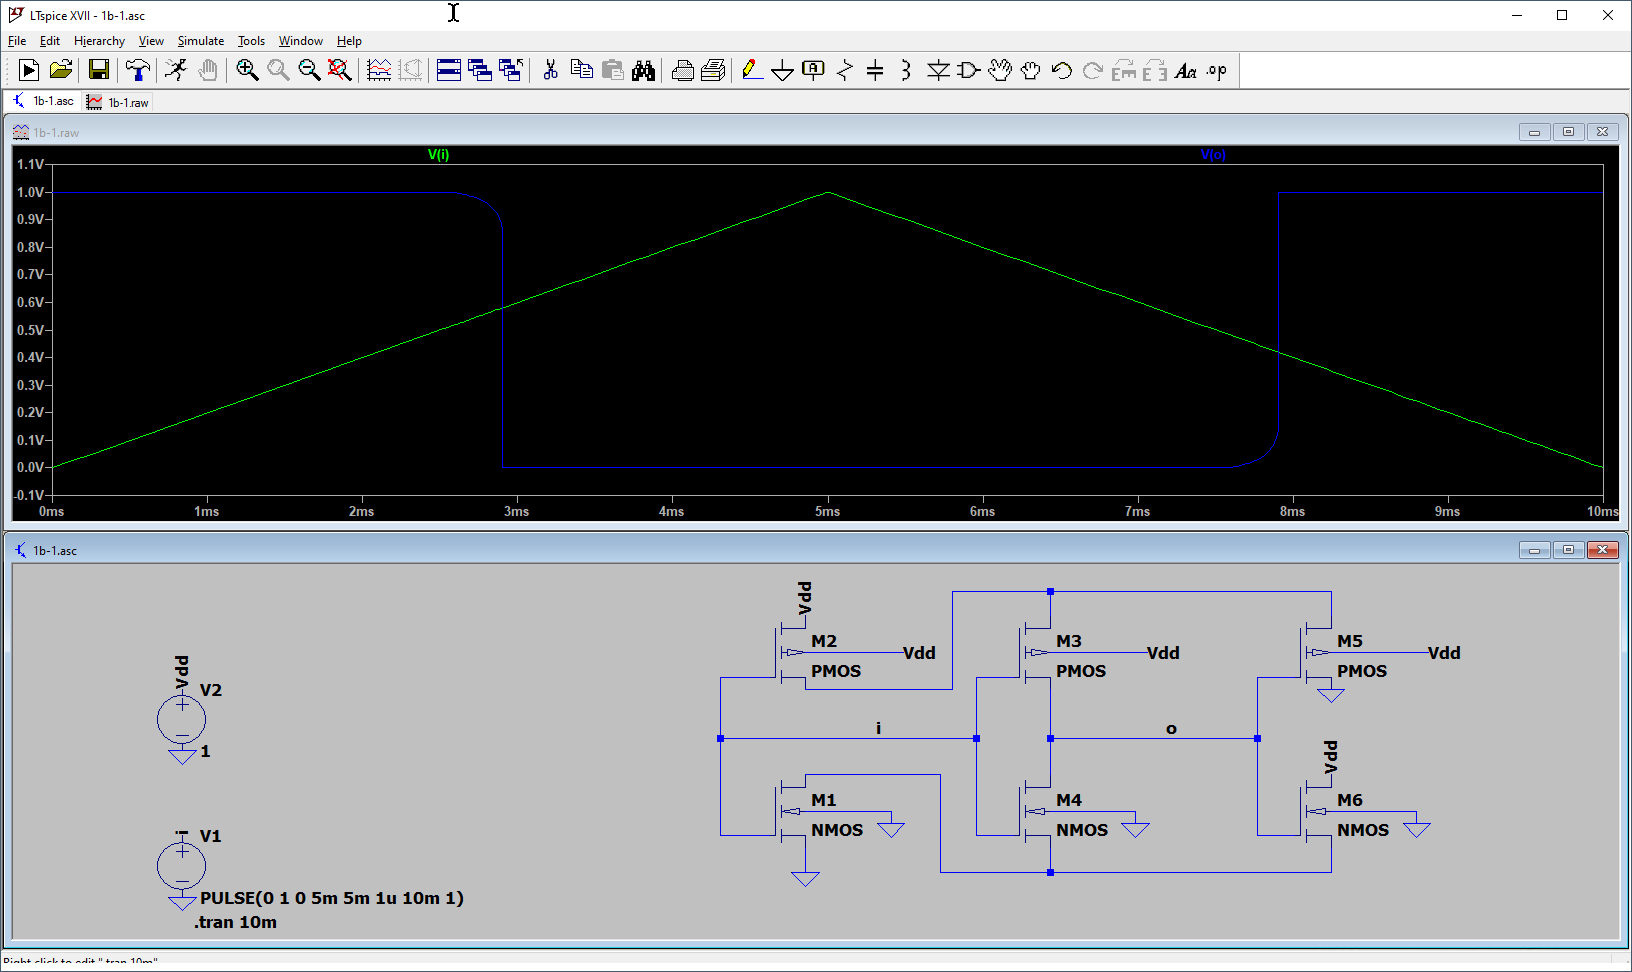 LTspice XVII - 1b-1.asc
File Edit Hierarchy View Simulate Tools Window Help
A Aa .op
1b-1.asc 1b-1.raw
1b-1.raw
V(i) V(o)
1.1V
1.0V
0.9V
0.8V
0.7V
0.6V
0.5V
0.4V
0.3V
0.2V
0.1V
0.0V
-0.1V
0ms 1ms 2ms 3ms 4ms 5ms 6ms 7ms 8ms 9ms 10ms
1b-1.asc
Vdd
M2 Vdd
PMOS
M3 Vdd
PMOS
M5 Vdd
PMOS
Vdd
V2
1
i
o
Vdd
M1
NMOS
M4
NMOS
M6
NMOS
i
V1
PULSE(0 1 0 5m 5m 1u 10m 1)
.tran 10m
Right click to edit ".tran 10m"